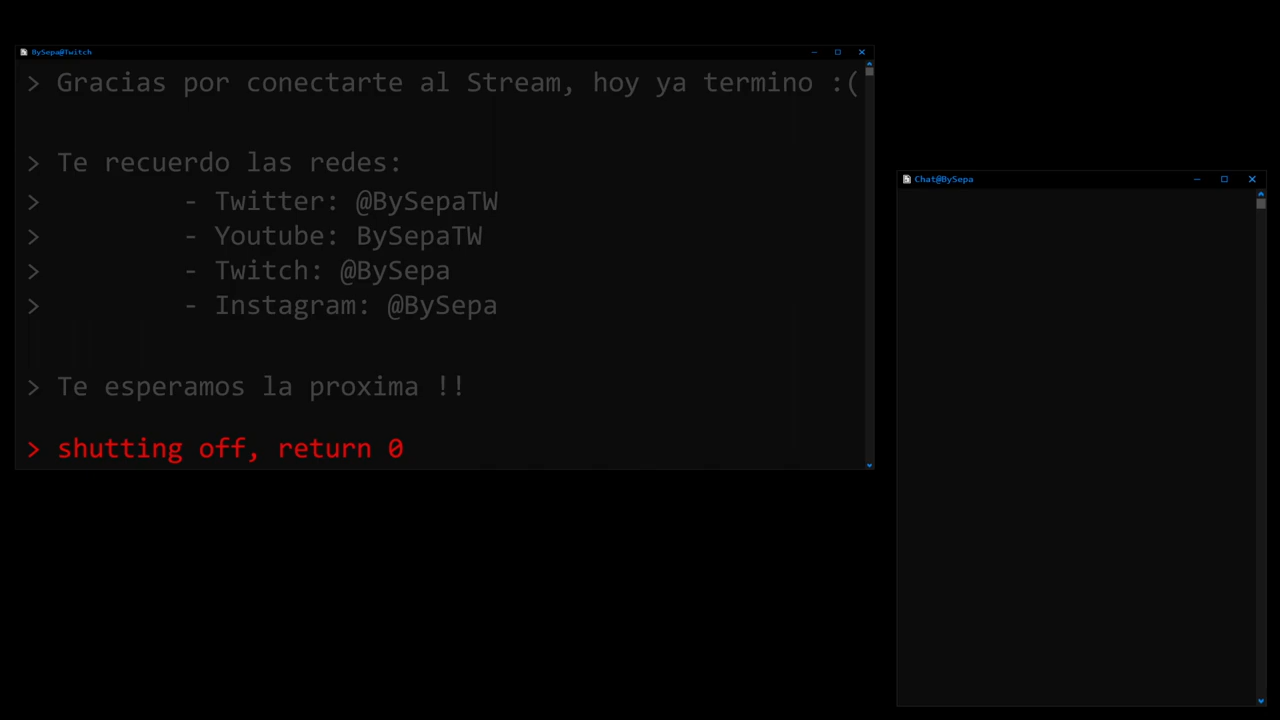 BySepa@Twitch
> Gracias por conectarte al Stream, hoy ya termino :(
> Te recuerdo las redes:
> - Twitter: @BySepaTW
> - Youtube: BySepaTW
> - Twitch: @BySepa
> - Instagram: @BySepa
> Te esperamos la proxima !!
> shutting off, return 0
Chat@BySepa